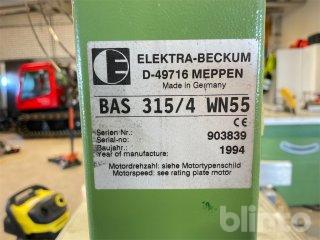 E
ELEKTRA-BECKUM
D-49716 MEPPEN
Made in Germany
BAS 315/4 WN55
CE
Serien Nr.:
Serial-no: 903839
Baujahr:
Year of manufacture: 1994
Motordrehzahl: siehe Motortypenschild
Motorspeed: see rating plate motor
blinto